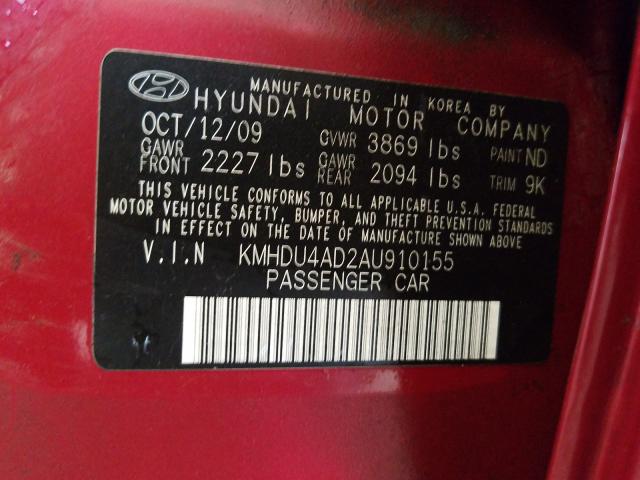 MANUFACTURED IN KOREA BY
HYUNDAI MOTOR COMPANY
OCT/12/09 GVWR 3869 lbs PAINT ND
GAWR FRONT 2227 lbs GAWR REAR 2094 lbs TRIM 9K
THIS VEHICLE CONFORMS TO ALL APPLICABLE U.S.A. FEDERAL
MOTOR VEHICLE SAFETY, BUMPER, AND THEFT PREVENTION STANDARDS
IN EFFECT ON THE DATE OF MANUFACTURE SHOWN ABOVE
V.I.N KMHDU4AD2AU910155
PASSENGER CAR